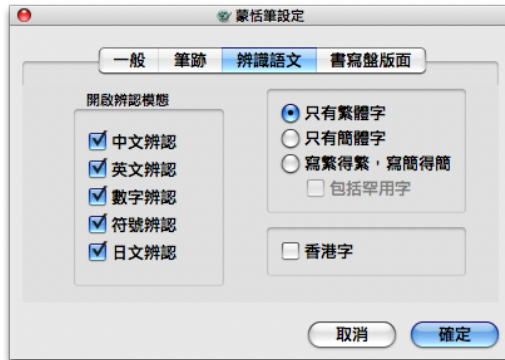 蒙恬筆設定
一般 筆跡 辨識語文 書寫盤版面
開啟辨認模態
中文辨認
英文辨認
數字辨認
符號辨認
日文辨認
只有繁體字
只有簡體字
寫繁得繁，寫簡得簡
包括罕用字
香港字
取消 確定